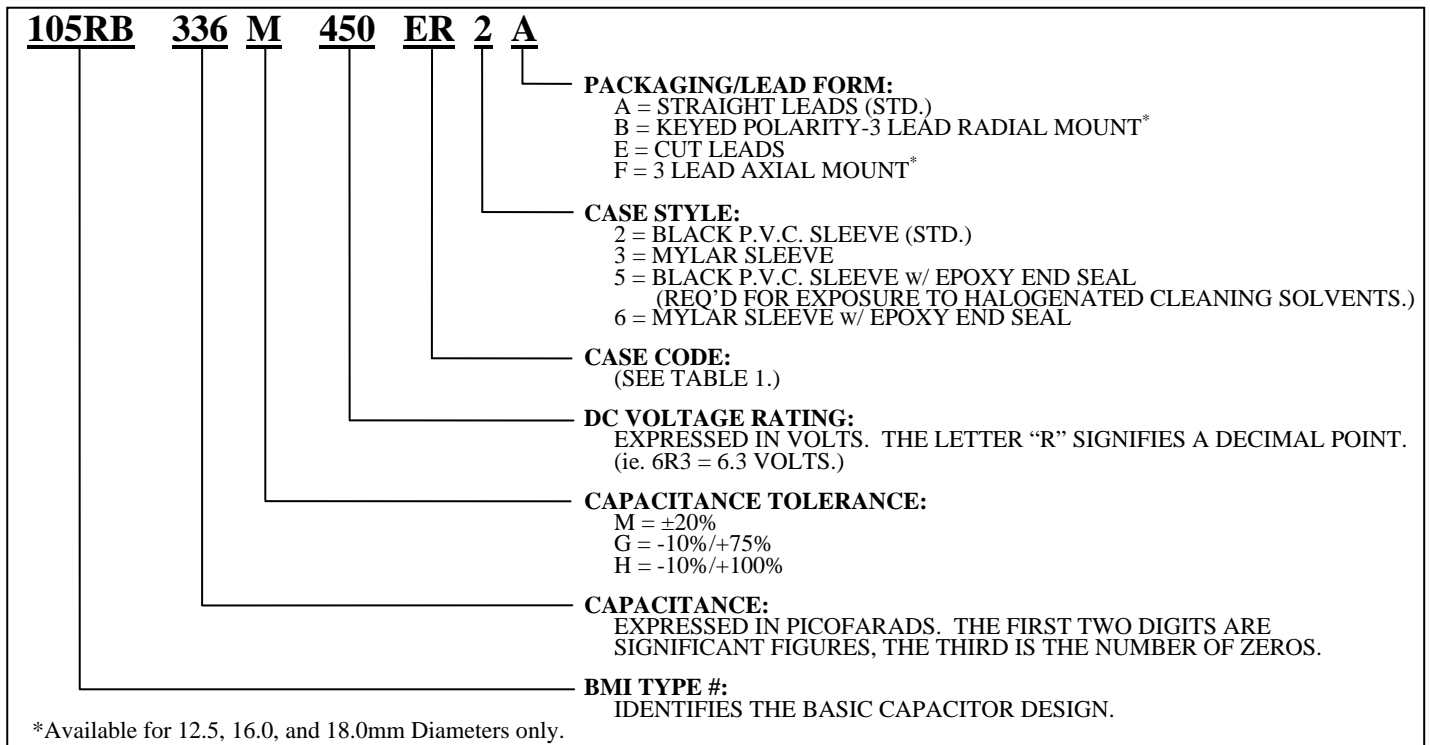 105RB 336 M 450 ER 2 A
PACKAGING/LEAD FORM:
A = STRAIGHT LEADS (STD.)
B = KEYED POLARITY-3 LEAD RADIAL MOUNT*
E = CUT LEADS
F = 3 LEAD AXIAL MOUNT*
CASE STYLE:
2 = BLACK P.V.C. SLEEVE (STD.)
3 = MYLAR SLEEVE
5 = BLACK P.V.C. SLEEVE W/ EPOXY END SEAL
(REQ'D FOR EXPOSURE TO HALOGENATED CLEANING SOLVENTS.)
6 = MYLAR SLEEVE W/ EPOXY END SEAL
CASE CODE:
(SEE TABLE 1.)
DC VOLTAGE RATING:
EXPRESSED IN VOLTS. THE LETTER “R” SIGNIFIES A DECIMAL POINT.
(ie. 6R3 = 6.3 VOLTS.)
CAPACITANCE TOLERANCE:
M = ±20%
G = -10%/+75%
H = -10%/+100%
CAPACITANCE:
EXPRESSED IN PICOFARADS. THE FIRST TWO DIGITS ARE
SIGNIFICANT FIGURES, THE THIRD IS THE NUMBER OF ZEROS.
BMI TYPE #:
IDENTIFIES THE BASIC CAPACITOR DESIGN.
*Available for 12.5, 16.0, and 18.0mm Diameters only.